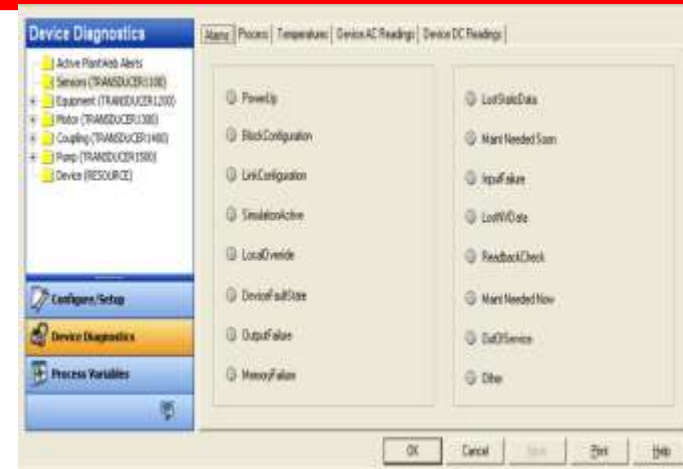 Device Diagnostics
Active PlantWeb Alerts
Sensors (TRANSDUCER1100)
Equipment (TRANSDUCER1200)
Motor (TRANSDUCER1300)
Coupling (TRANSDUCER1400)
Pump (TRANSDUCER1500)
Device (RESOURCE)
Configure/Setup
Device Diagnostics
Process Variables
Alerts Process Temperatures Device AC Readings Device DC Readings
PowerUp
BlockConfiguration
LinkConfiguration
SimulationActive
LocalOverride
DeviceFaultState
OutputFailure
MemoryFailure
LostStaticData
Maint Needed Soon
InputFailure
LostNVData
ReadbackCheck
Maint Needed Now
OutOfService
Other
OK Cancel Print Help